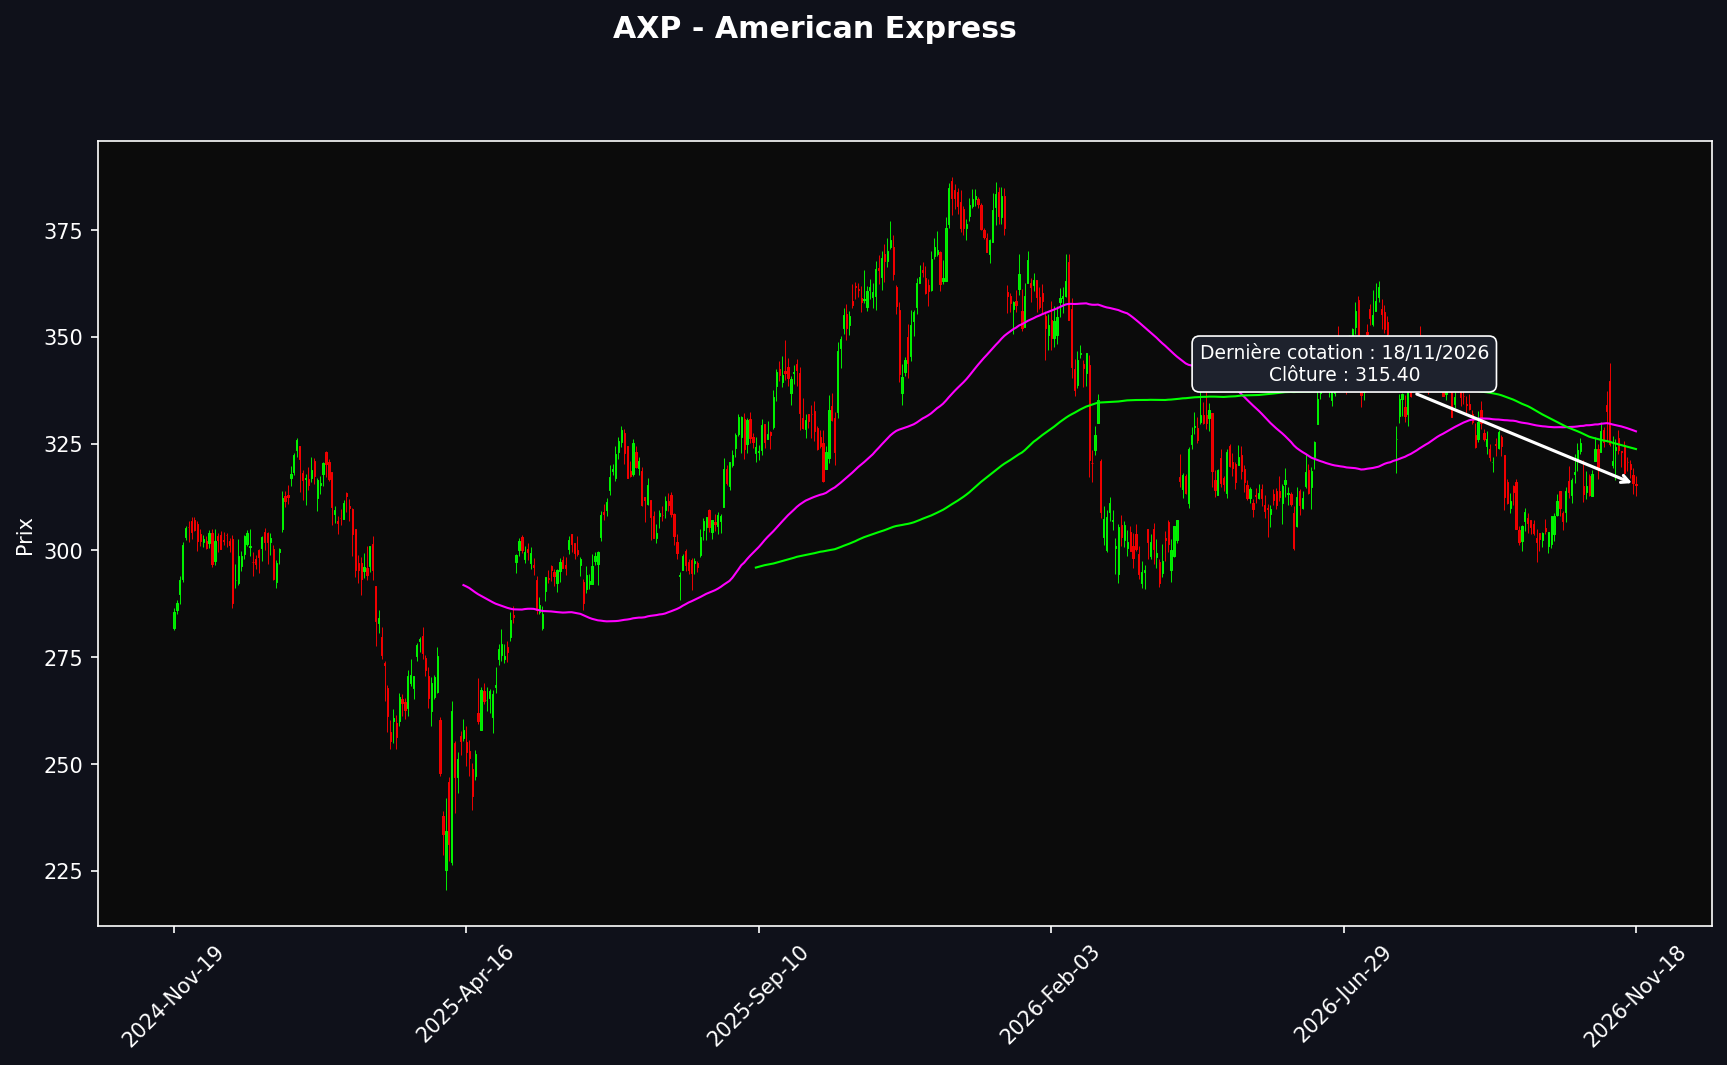 AXP - American Express
Prix
375
350
325
300
275
250
225
Dernière cotation : 18/11/2026
Clôture : 315.40
2024-Nov-19
2025-Apr-16
2025-Sep-10
2026-Feb-03
2026-Jun-29
2026-Nov-18